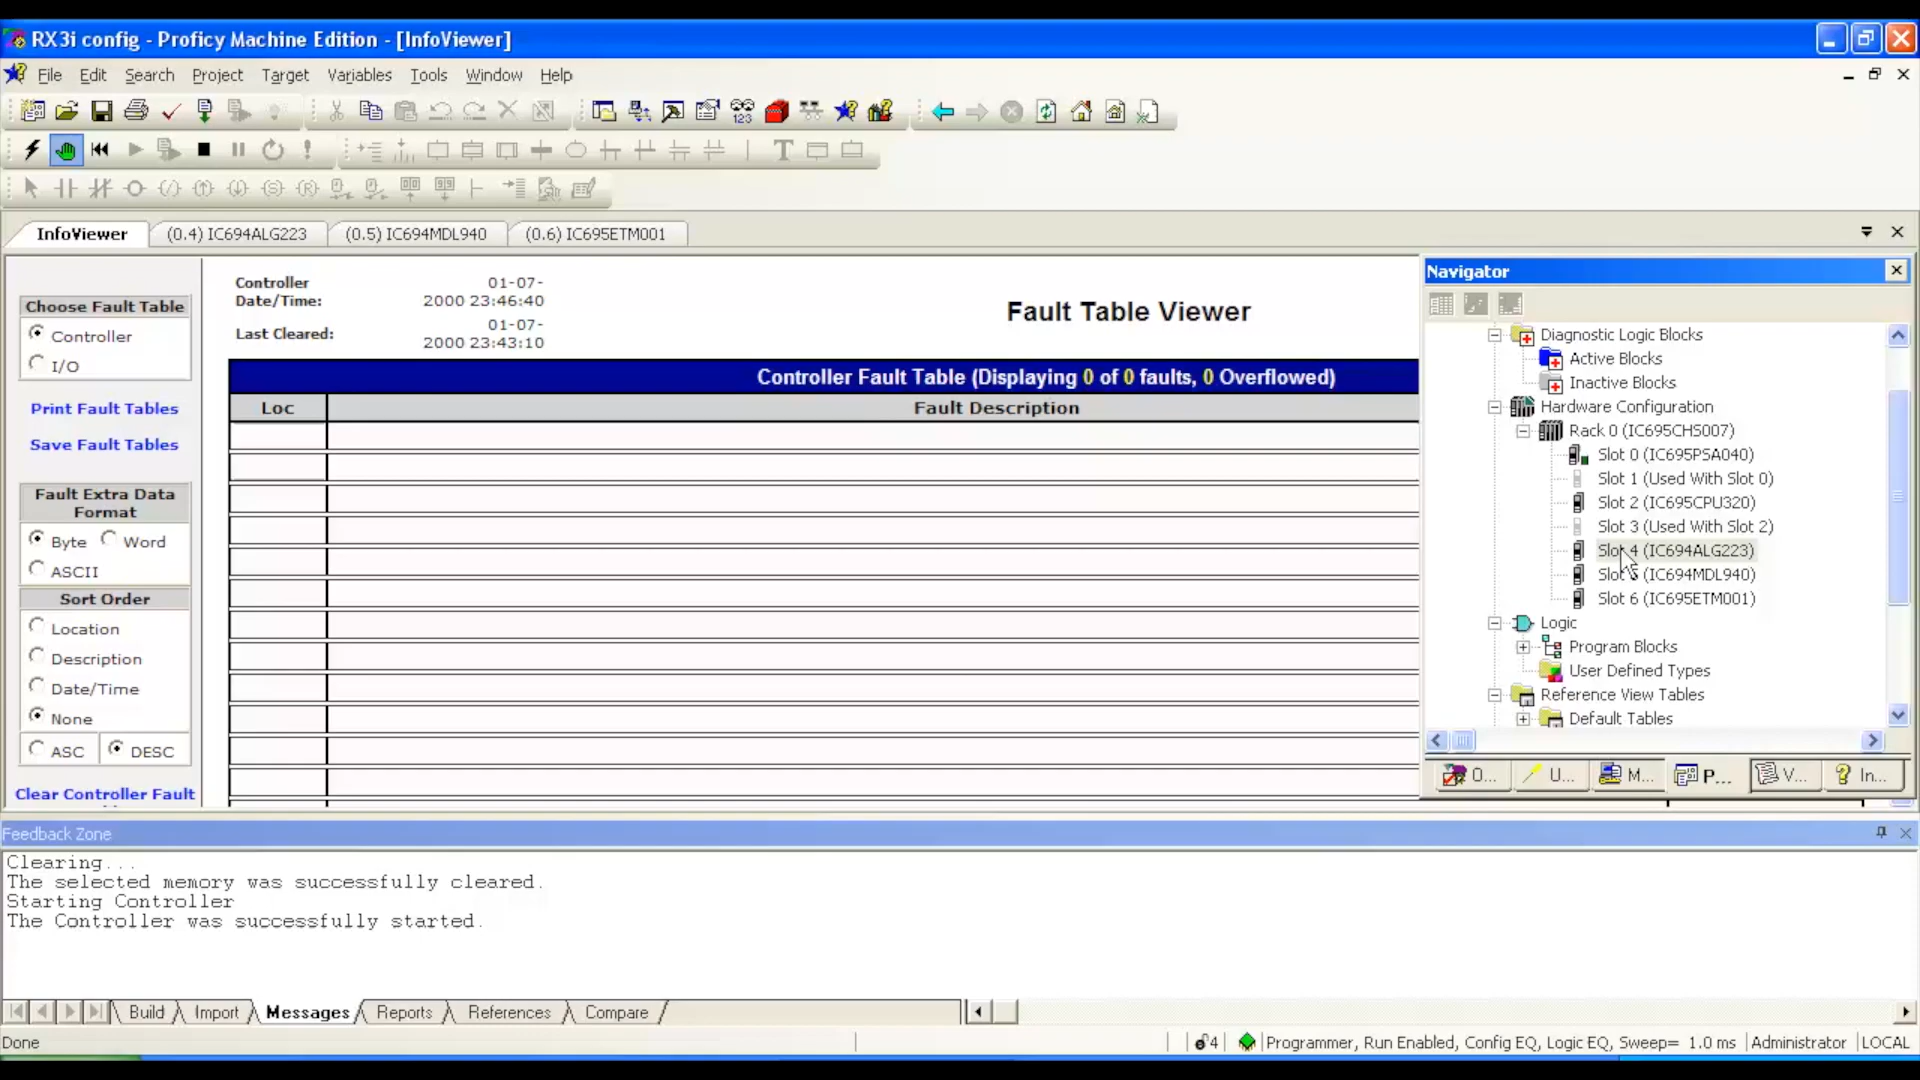 RX3i config - Proficy Machine Edition - [InfoViewer]
File Edit Search Project Target Variables Tools Window Help
InfoViewer (0.4) IC694ALG223 (0.5) IC694MDL940 (0.6) IC695ETM001
Choose Fault Table
Controller
I/O
Print Fault Tables
Save Fault Tables
Fault Extra Data
Format
Byte Word
ASCII
Sort Order
Location
Description
Date/Time
None
ASC DESC
Clear Controller Fault
Controller 01-07-
Date/Time: 2000 23:46:40
01-07-
Last Cleared: 2000 23:43:10
Fault Table Viewer
Controller Fault Table (Displaying 0 of 0 faults, 0 Overflowed)
Loc Fault Description
Navigator
Diagnostic Logic Blocks
Active Blocks
Inactive Blocks
Hardware Configuration
Rack 0 (IC695CHS007)
Slot 0 (IC695PSA040)
Slot 1 (Used With Slot 0)
Slot 2 (IC695CPU320)
Slot 3 (Used With Slot 2)
Slot 4 (IC694ALG223)
Slot (IC694MDL940)
Slot 6 (IC695ETM001)
Logic
Program Blocks
User Defined Types
Reference View Tables
Default Tables
O... U... M... P... V... In...
Feedback Zone
Clearing...
The selected memory was successfully cleared.
Starting Controller
The Controller was successfully started.
Build Import Messages Reports References Compare
Done 4 Programmer, Run Enabled, Config EQ, Logic EQ, Sweep= 1.0 ms Administrator LOCAL